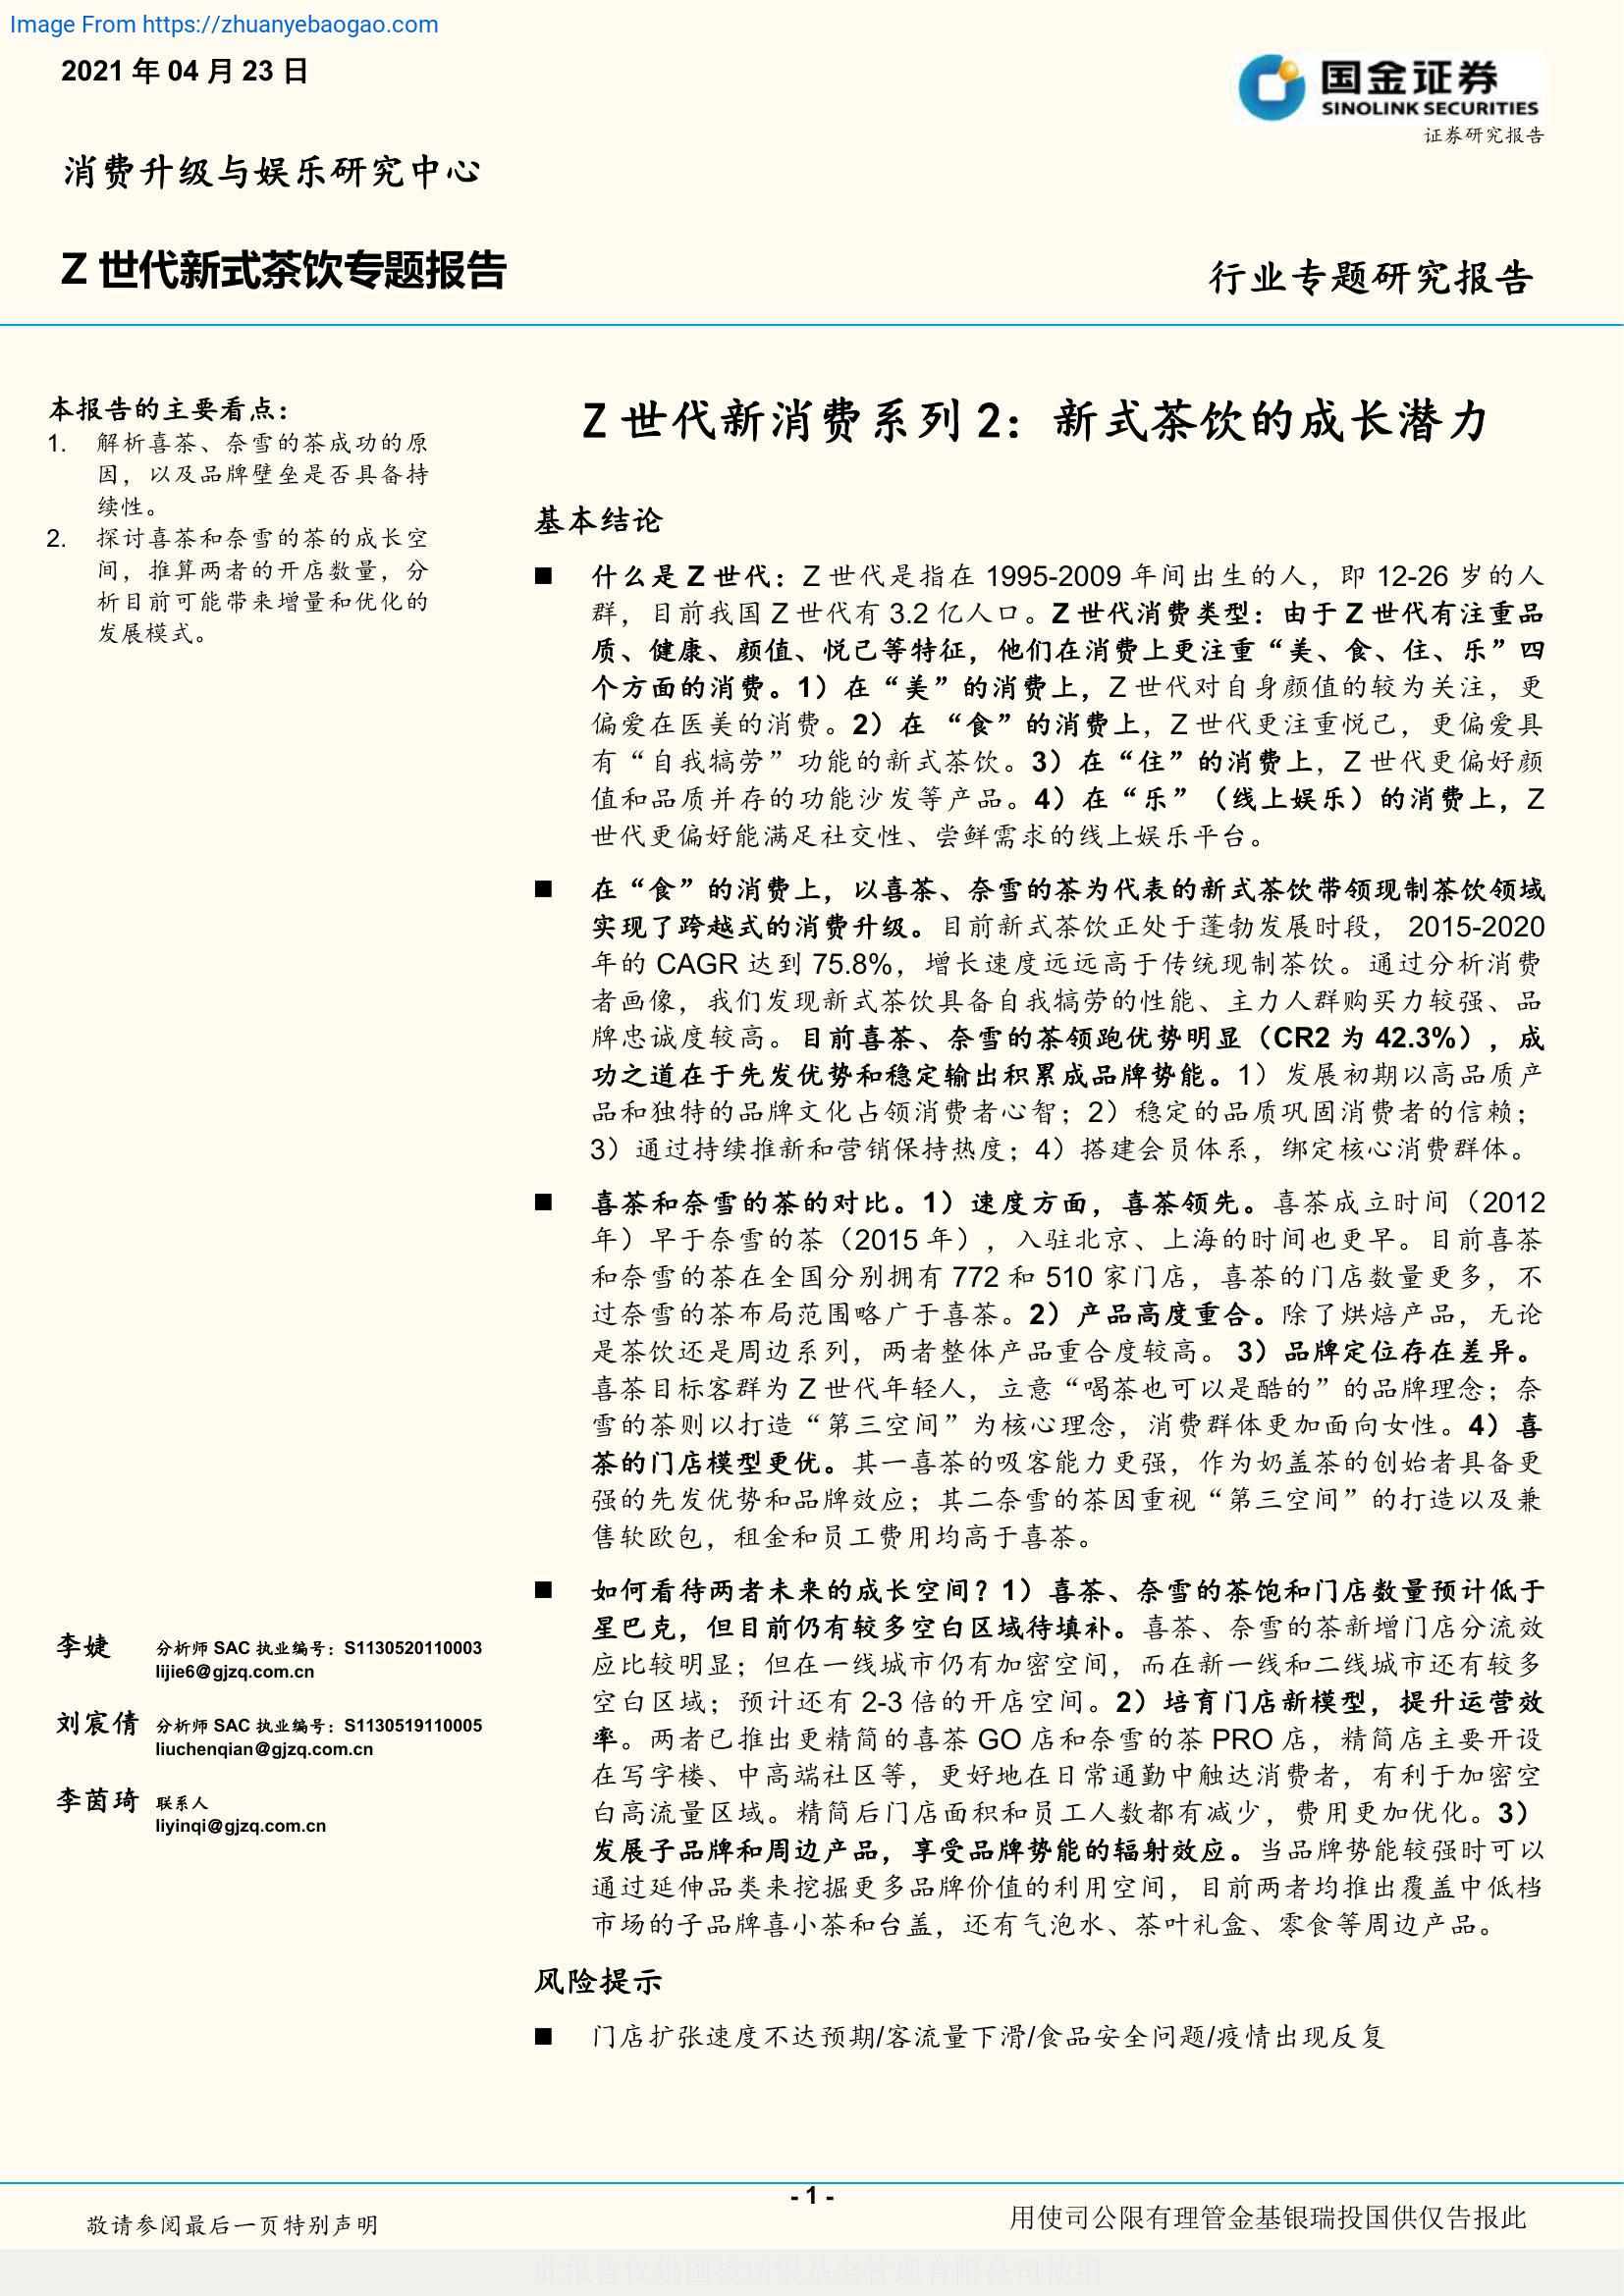 Image From https://zhuanyebaogao.com
2021 年 04 月 23 日
国金证券
SINOLINK SECURITIES
证券研究报告
消费升级与娱乐研究中心
Z 世代新式茶饮专题报告
行业专题研究报告
本报告的主要看点：
1. 解析喜茶、奈雪的茶成功的原
因，以及品牌壁垒是否具备持
续性。
2. 探讨喜茶和奈雪的茶的成长空
间，推算两者的开店数量，分
析目前可能带来增量和优化的
发展模式。
李婕 分析师 SAC 执业编号：S1130520110003
lijie6@gjzq.com.cn
刘宸倩 分析师 SAC 执业编号：S1130519110005
liuchenqian@gjzq.com.cn
李茵琦 联系人
liyinqi@gjzq.com.cn
Z 世代新消费系列 2：新式茶饮的成长潜力
基本结论
■ 什么是 Z 世代：Z 世代是指在 1995-2009 年间出生的人，即 12-26 岁的人
群，目前我国 Z 世代有 3.2 亿人口。Z 世代消费类型：由于 Z 世代有注重品
质、健康、颜值、悦己等特征，他们在消费上更注重“美、食、住、乐”四
个方面的消费。1）在“美”的消费上，Z 世代对自身颜值的较为关注，更
偏爱在医美的消费。2）在 “食”的消费上，Z 世代更注重悦己，更偏爱具
有“自我犒劳”功能的新式茶饮。3）在“住”的消费上，Z 世代更偏好颜
值和品质并存的功能沙发等产品。4）在“乐”（线上娱乐）的消费上，Z
世代更偏好能满足社交性、尝鲜需求的线上娱乐平台。
■ 在“食”的消费上，以喜茶、奈雪的茶为代表的新式茶饮带领现制茶饮领域
实现了跨越式的消费升级。目前新式茶饮正处于蓬勃发展时段， 2015-2020
年的 CAGR 达到 75.8%，增长速度远远高于传统现制茶饮。通过分析消费
者画像，我们发现新式茶饮具备自我犒劳的性能、主力人群购买力较强、品
牌忠诚度较高。目前喜茶、奈雪的茶领跑优势明显（CR2 为 42.3%），成
功之道在于先发优势和稳定输出积累成品牌势能。1）发展初期以高品质产
品和独特的品牌文化占领消费者心智；2）稳定的品质巩固消费者的信赖；
3）通过持续推新和营销保持热度；4）搭建会员体系，绑定核心消费群体。
■ 喜茶和奈雪的茶的对比。1）速度方面，喜茶领先。喜茶成立时间（2012
年）早于奈雪的茶（2015 年），入驻北京、上海的时间也更早。目前喜茶
和奈雪的茶在全国分别拥有 772 和 510 家门店，喜茶的门店数量更多，不
过奈雪的茶布局范围略广于喜茶。2）产品高度重合。除了烘焙产品，无论
是茶饮还是周边系列，两者整体产品重合度较高。 3）品牌定位存在差异。
喜茶目标客群为 Z 世代年轻人，立意“喝茶也可以是酷的”的品牌理念；奈
雪的茶则以打造“第三空间”为核心理念，消费群体更加面向女性。4）喜
茶的门店模型更优。其一喜茶的吸客能力更强，作为奶盖茶的创始者具备更
强的先发优势和品牌效应；其二奈雪的茶因重视“第三空间”的打造以及兼
售软欧包，租金和员工费用均高于喜茶。
■ 如何看待两者未来的成长空间？1）喜茶、奈雪的茶饱和门店数量预计低于
星巴克，但目前仍有较多空白区域待填补。喜茶、奈雪的茶新增门店分流效
应比较明显；但在一线城市仍有加密空间，而在新一线和二线城市还有较多
空白区域；预计还有 2-3 倍的开店空间。2）培育门店新模型，提升运营效
率。两者已推出更精简的喜茶 GO 店和奈雪的茶 PRO 店，精简店主要开设
在写字楼、中高端社区等，更好地在日常通勤中触达消费者，有利于加密空
白高流量区域。精简后门店面积和员工人数都有减少，费用更加优化。3）
发展子品牌和周边产品，享受品牌势能的辐射效应。当品牌势能较强时可以
通过延伸品类来挖掘更多品牌价值的利用空间，目前两者均推出覆盖中低档
市场的子品牌喜小茶和台盖，还有气泡水、茶叶礼盒、零食等周边产品。
风险提示
■ 门店扩张速度不达预期/客流量下滑/食品安全问题/疫情出现反复
- 1 -
敬请参阅最后一页特别声明
用使司公限有理管金基银瑞投国供仅告报此
此报告仅供国投瑞银基金管理有限公司使用